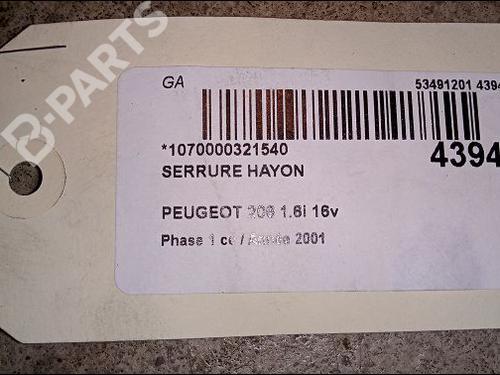 B-PARTS
GA
53491201 4394
*1070000321540
4394
SERRURE HAYON
PEUGEOT 206 1.6i 16v
Phase 1 cc / Année 2001